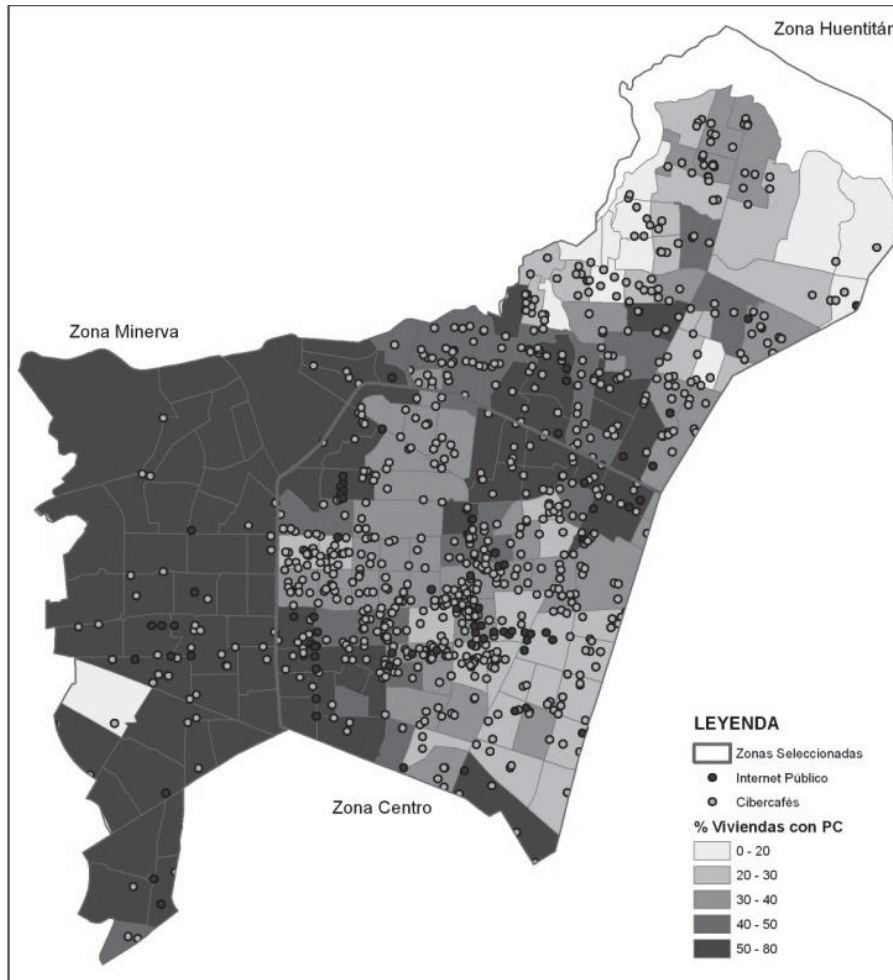 Zona Huentitán
Zona Minerva
Zona Centro
LEYENDA
Zonas Seleccionadas
Internet Público
Cibercafés
% Viviendas con PC
0 - 20
20 - 30
30 - 40
40 - 50
50 - 80